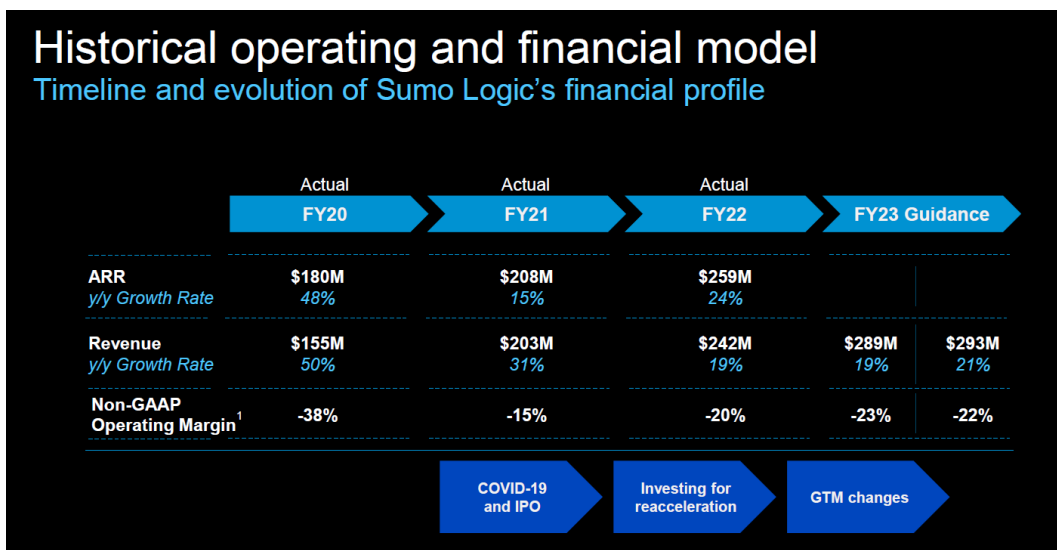 Historical operating and financial model
Timeline and evolution of Sumo Logic's financial profile
Actual Actual Actual
FY20 FY21 FY22 FY23 Guidance
ARR $180M $208M $259M
y/y Growth Rate 48% 15% 24%
Revenue $155M $203M $242M $289M $293M
y/y Growth Rate 50% 31% 19% 19% 21%
Non-GAAP
Operating Margin1 -38% -15% -20% -23% -22%
COVID-19
and IPO
Investing for
reacceleration
GTM changes